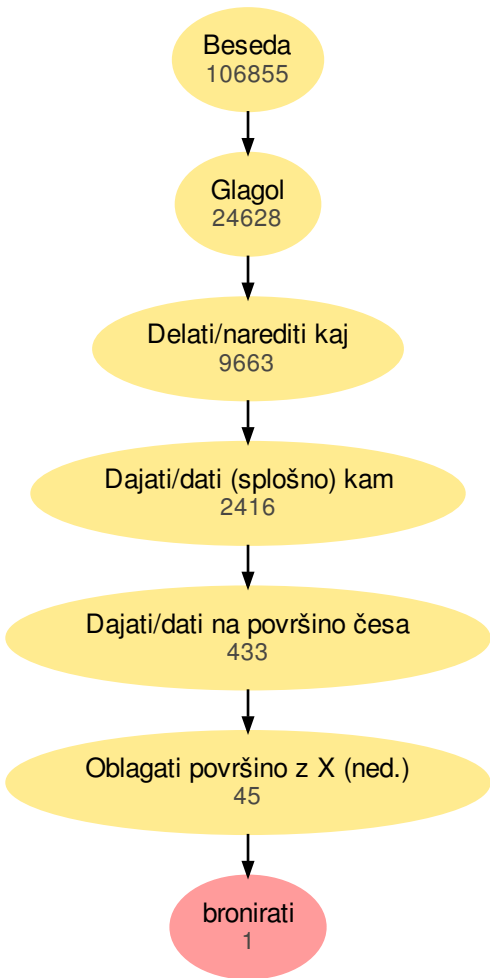 Beseda
106855
Glagol
24628
Delati/narediti kaj
9663
Dajati/dati (splošno) kam
2416
Dajati/dati na površino česa
433
Oblagati površino z X (ned.)
45
bronirati
1